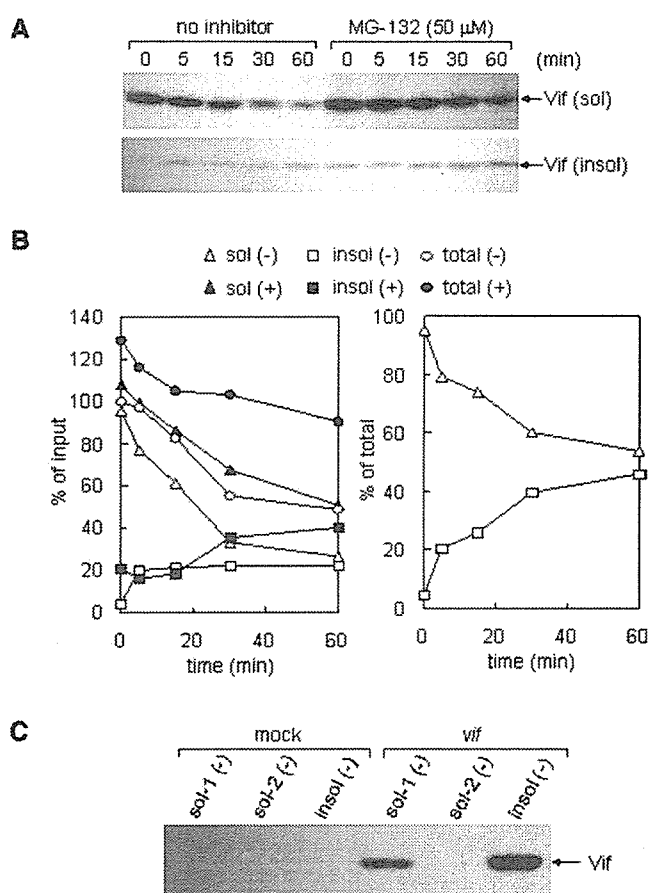 A
no inhibitor MG-132 (50 µM)
0 5 15 30 60 0 5 15 30 60 (min)
Vif (sol)
Vif (insol)
B
sol (-) insol (-) total (-)
sol (+) insol (+) total (+)
140
120
100
80
60
40
20
0
% of input
0 20 40 60
time (min)
100
80
60
40
20
0
% of total
0 20 40 60
time (min)
C
mock vif
sol-1 (-) sol-2 (-) insol (-) sol-1 (-) sol-2 (-) insol (-)
Vif